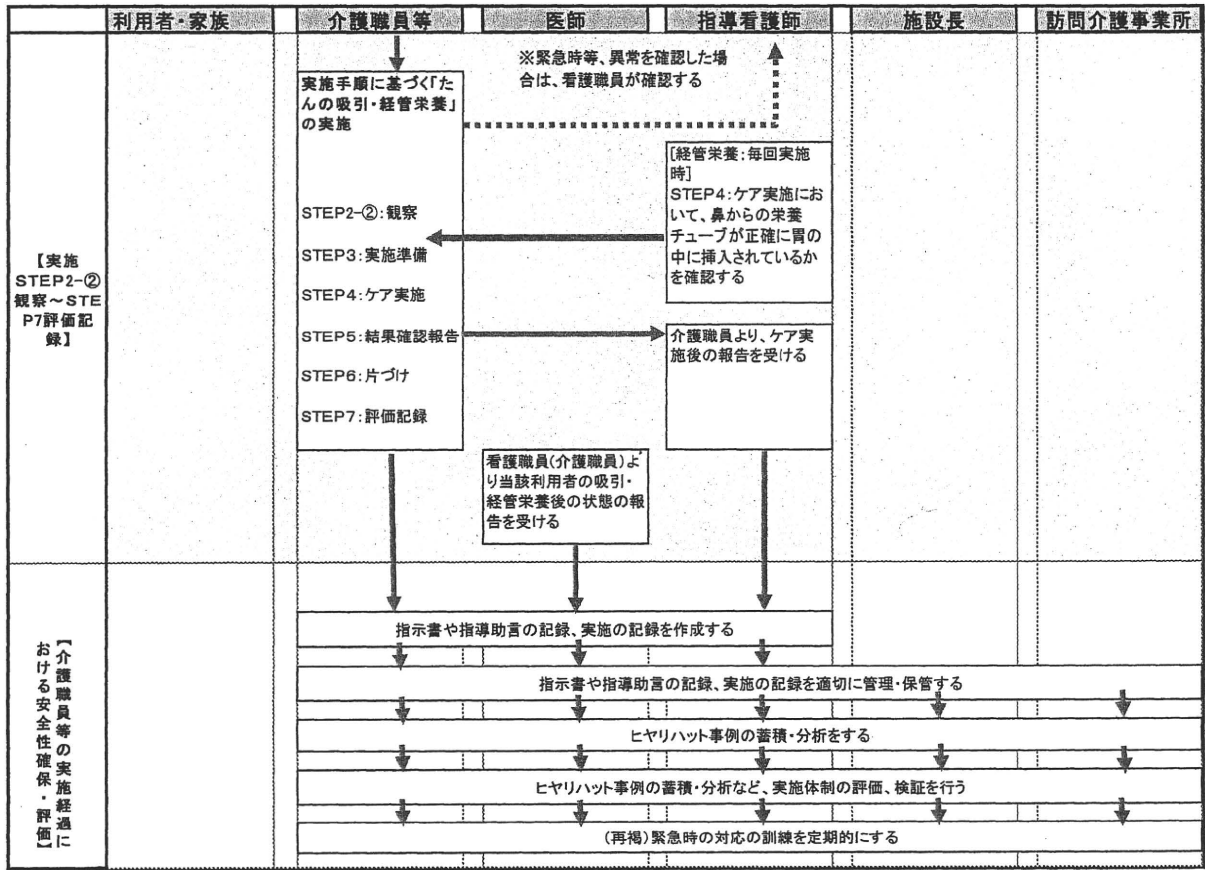 利用者・家族
介護職員等
医師
指導看護師
施設長
訪問介護事業所
【実施
STEP2-②
観察～STE
P7評価記
録】
実施手順に基づく「た
んの吸引・経管栄養」
の実施
STEP2-②:観察
STEP3:実施準備
STEP4:ケア実施
STEP5:結果確認報告
STEP6:片づけ
STEP7:評価記録
※緊急時等、異常を確認した場
合は、看護職員が確認する
[経管栄養:毎回実施
時]
STEP4:ケア実施にお
いて、鼻からの栄養
チューブが正確に胃の
中に挿入されているか
を確認する
介護職員より、ケア実
施後の報告を受ける
看護職員(介護職員)よ
り当該利用者の吸引・
経管栄養後の状態の報
告を受ける
【介護職員等の実施経過に
おける安全性確保・評価】
指示書や指導助言の記録、実施の記録を作成する
指示書や指導助言の記録、実施の記録を適切に管理・保管する
ヒヤリハット事例の蓄積・分析をする
ヒヤリハット事例の蓄積・分析など、実施体制の評価、検証を行う
(再掲)緊急時の対応の訓練を定期的にする